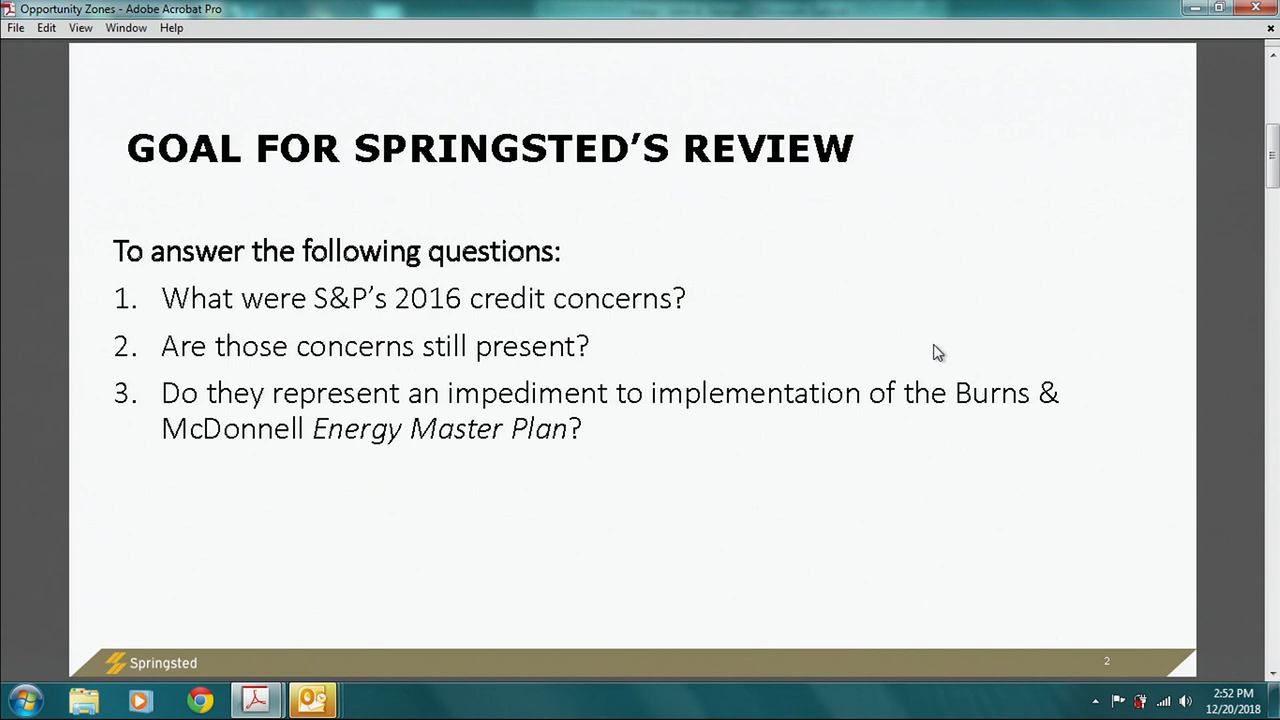 Opportunity Zones - Adobe Acrobat Pro
File Edit View Window Help
GOAL FOR SPRINGSTED’S REVIEW
To answer the following questions:
1. What were S&P’s 2016 credit concerns?
2. Are those concerns still present?
3. Do they represent an impediment to implementation of the Burns &
McDonnell Energy Master Plan?
Springsted
2
2:52 PM
12/20/2018